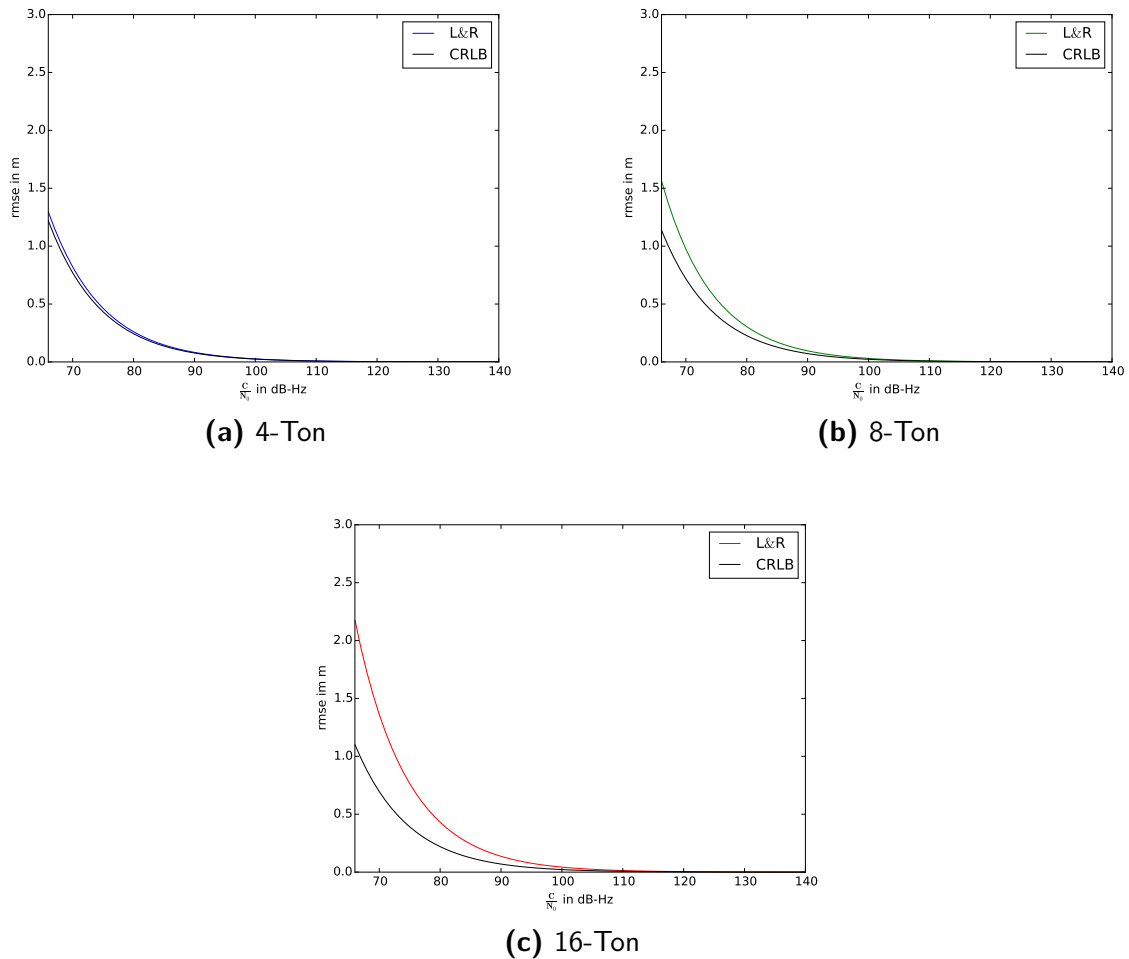 3.0
2.5
2.0
1.5
1.0
0.5
0.0
rmse in m
L&R
CRLB
70 80 90 100 110 120 130 140
C/N₀ in dB-Hz
(a) 4-Ton
3.0
2.5
2.0
1.5
1.0
0.5
0.0
rmse in m
L&R
CRLB
70 80 90 100 110 120 130 140
C/N₀ in dB-Hz
(b) 8-Ton
3.0
2.5
2.0
1.5
1.0
0.5
0.0
rmse im m
L&R
CRLB
70 80 90 100 110 120 130 140
C/N₀ in dB-Hz
(c) 16-Ton